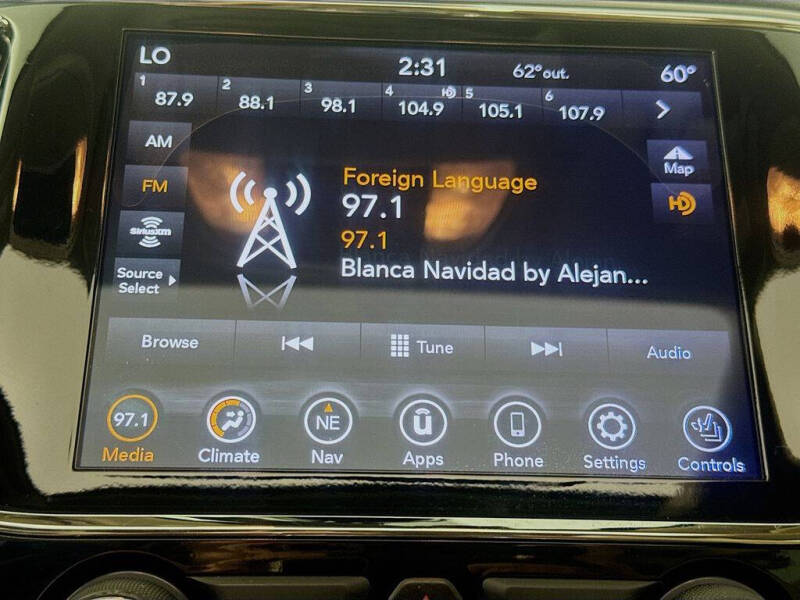 LO 2:31 62° out. 60°
1 87.9 2 88.1 3 98.1 4 104.9 HD 5 105.1 6 107.9
AM
FM
SiriusXM
Source
Select
Foreign Language
97.1
97.1
Blanca Navidad by Alejan...
Map
HD
Browse Tune Audio
97.1 NE u
Media Climate Nav Apps Phone Settings Controls